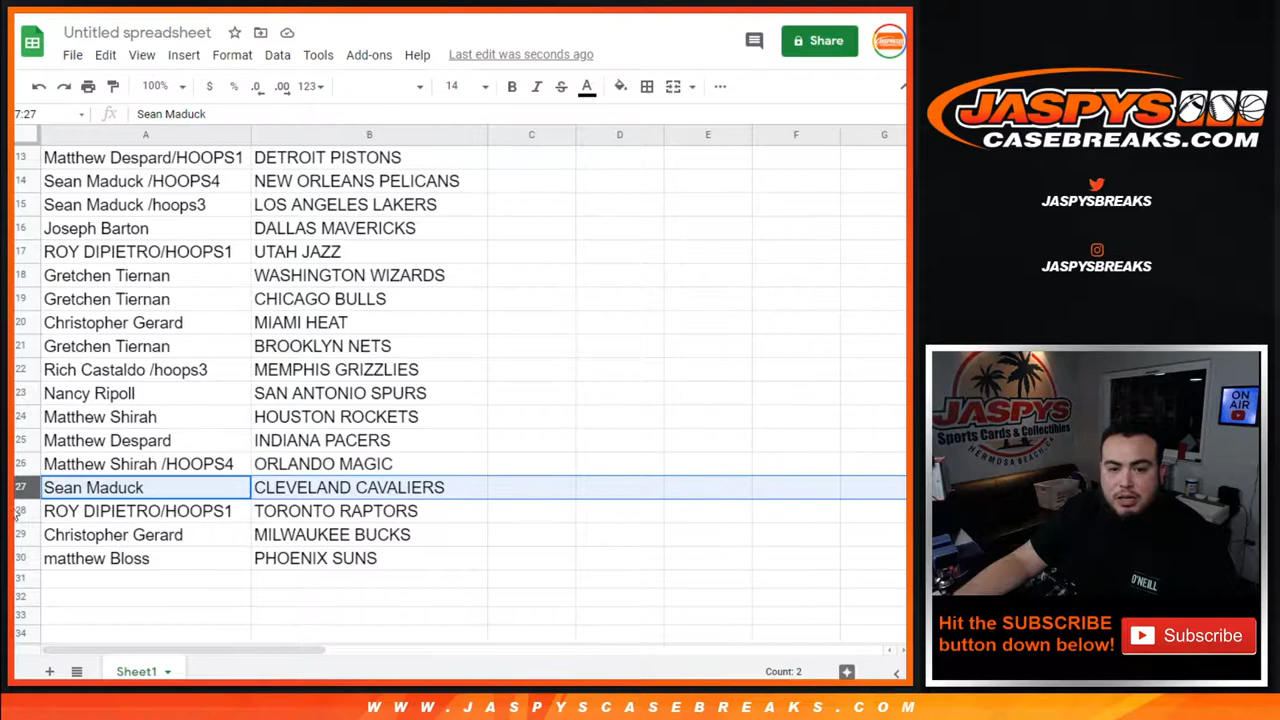 Untitled spreadsheet
File Edit View Insert Format Data Tools Add-ons Help Last edit was seconds ago
Share
100% $ % .0 .00 123 14 B I S A
7:27 fx Sean Maduck
A B C D E F G
13 Matthew Despard/HOOPS1 DETROIT PISTONS
14 Sean Maduck /HOOPS4 NEW ORLEANS PELICANS
15 Sean Maduck /hoops3 LOS ANGELES LAKERS
16 Joseph Barton DALLAS MAVERICKS
17 ROY DIPIETRO/HOOPS1 UTAH JAZZ
18 Gretchen Tiernan WASHINGTON WIZARDS
19 Gretchen Tiernan CHICAGO BULLS
20 Christopher Gerard MIAMI HEAT
21 Gretchen Tiernan BROOKLYN NETS
22 Rich Castaldo /hoops3 MEMPHIS GRIZZLIES
23 Nancy Ripoll SAN ANTONIO SPURS
24 Matthew Shirah HOUSTON ROCKETS
25 Matthew Despard INDIANA PACERS
26 Matthew Shirah /HOOPS4 ORLANDO MAGIC
27 Sean Maduck CLEVELAND CAVALIERS
28 ROY DIPIETRO/HOOPS1 TORONTO RAPTORS
29 Christopher Gerard MILWAUKEE BUCKS
30 matthew Bloss PHOENIX SUNS
31
32
33
34
Sheet1 Count: 2
JASPYS
CASEBREAKS.COM
JASPYSBREAKS
JASPYSBREAKS
JASPYS
Sports Cards & Collectibles
HERMOSA BEACH, CA
ON AIR
O'NEILL
Hit the SUBSCRIBE
button down below!
Subscribe
WWW.JASPYSCASEBREAKS.COM